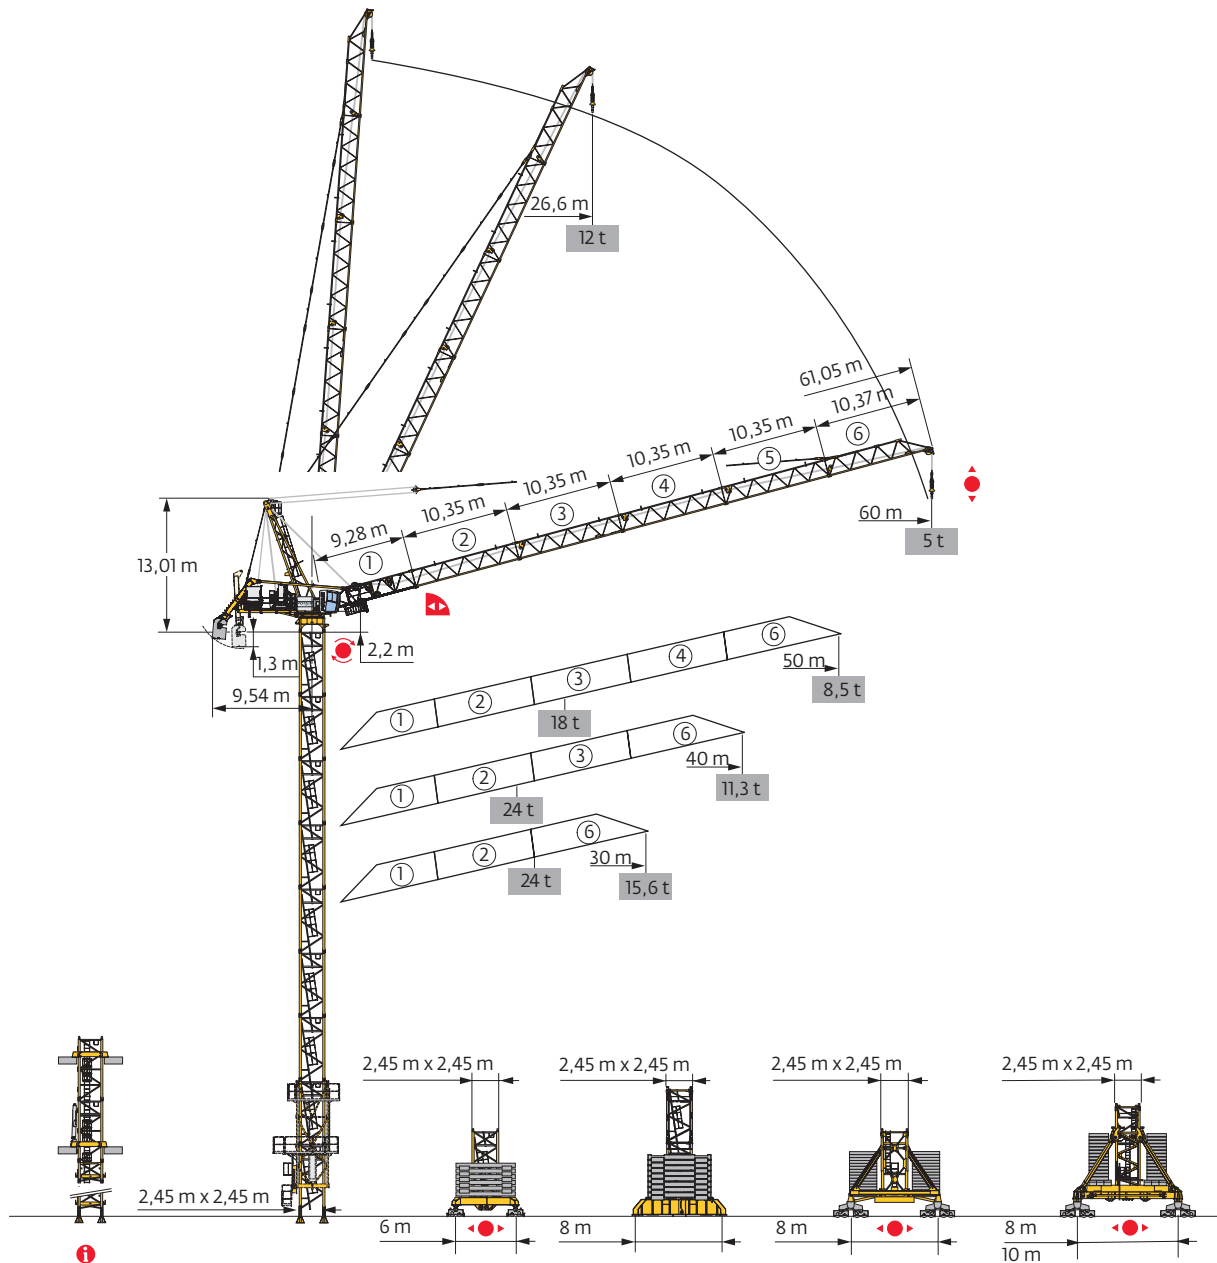 26,6 m
12 t
61,05 m
10,37 m
10,35 m
10,35 m
10,35 m
10,35 m
9,28 m
① ② ③ ④ ⑤ ⑥
60 m
5 t
13,01 m
2,2 m
1,3 m
9,54 m
① ② ③ ④ ⑥
50 m
8,5 t
18 t
① ② ③ ⑥
40 m
11,3 t
24 t
① ② ⑥
30 m
15,6 t
24 t
2,45 m x 2,45 m
2,45 m x 2,45 m
2,45 m x 2,45 m
2,45 m x 2,45 m
2,45 m x 2,45 m
6 m
8 m
8 m
8 m
10 m
i